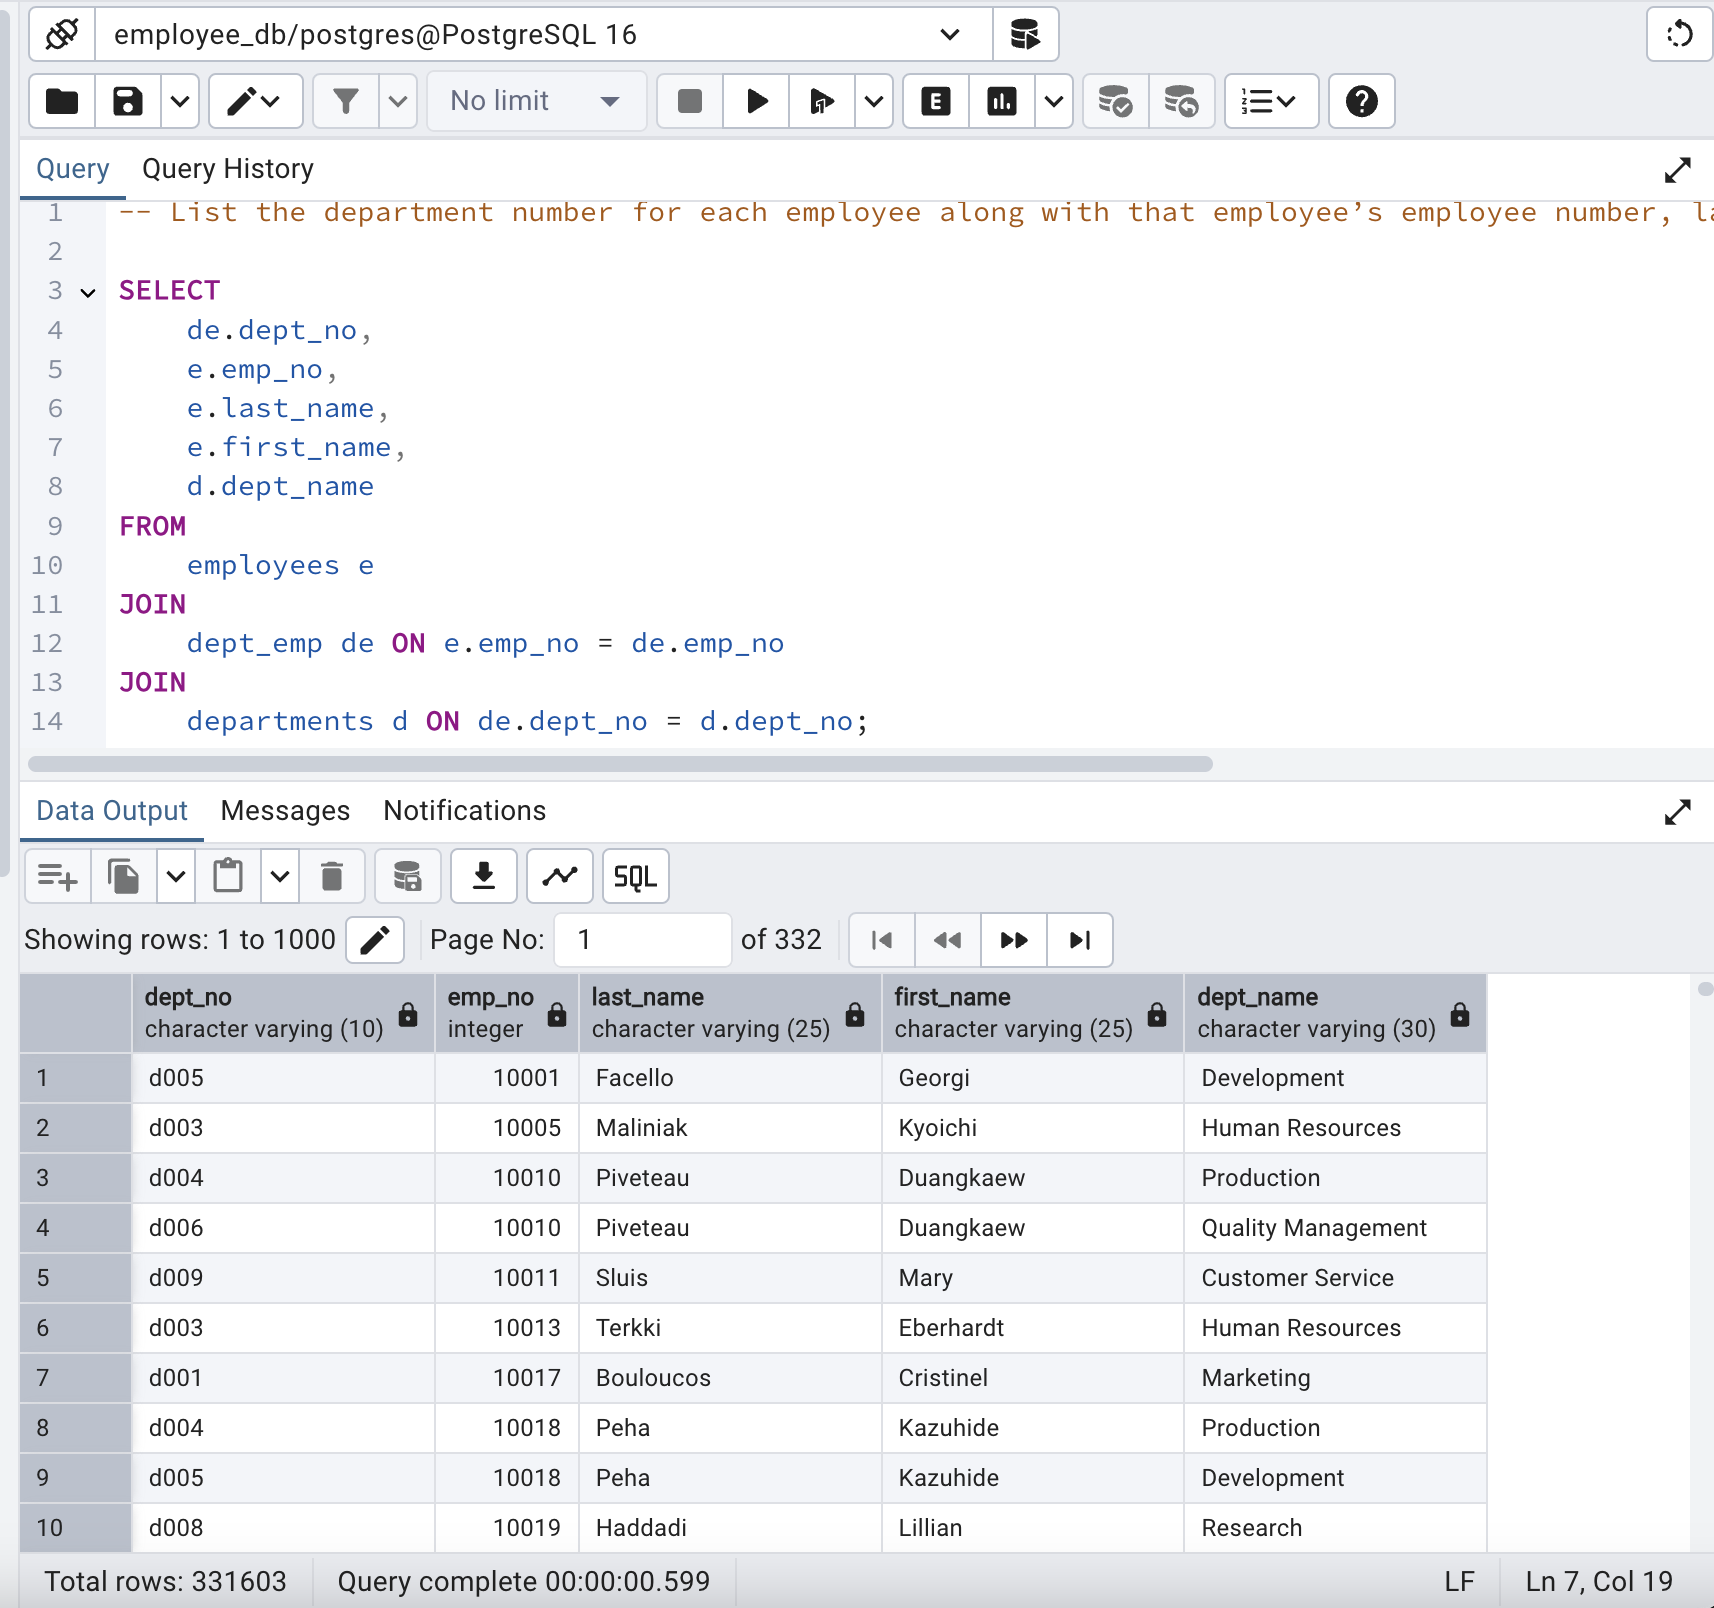 employee_db/postgres@PostgreSQL 16
No limit
E
Query Query History
1 -- List the department number for each employee along with that employee’s employee number,
2
3 SELECT
4 de.dept_no,
5 e.emp_no,
6 e.last_name,
7 e.first_name,
8 d.dept_name
9 FROM
10 employees e
11 JOIN
12 dept_emp de ON e.emp_no = de.emp_no
13 JOIN
14 departments d ON de.dept_no = d.dept_no;
Data Output Messages Notifications
SQL
Showing rows: 1 to 1000 Page No: 1 of 332
dept_no emp_no last_name first_name dept_name
character varying (10) integer character varying (25) character varying (25) character varying (30)
1 d005 10001 Facello Georgi Development
2 d003 10005 Maliniak Kyoichi Human Resources
3 d004 10010 Piveteau Duangkaew Production
4 d006 10010 Piveteau Duangkaew Quality Management
5 d009 10011 Sluis Mary Customer Service
6 d003 10013 Terkki Eberhardt Human Resources
7 d001 10017 Bouloucos Cristinel Marketing
8 d004 10018 Peha Kazuhide Production
9 d005 10018 Peha Kazuhide Development
10 d008 10019 Haddadi Lillian Research
Total rows: 331603 Query complete 00:00:00.599 LF Ln 7, Col 19